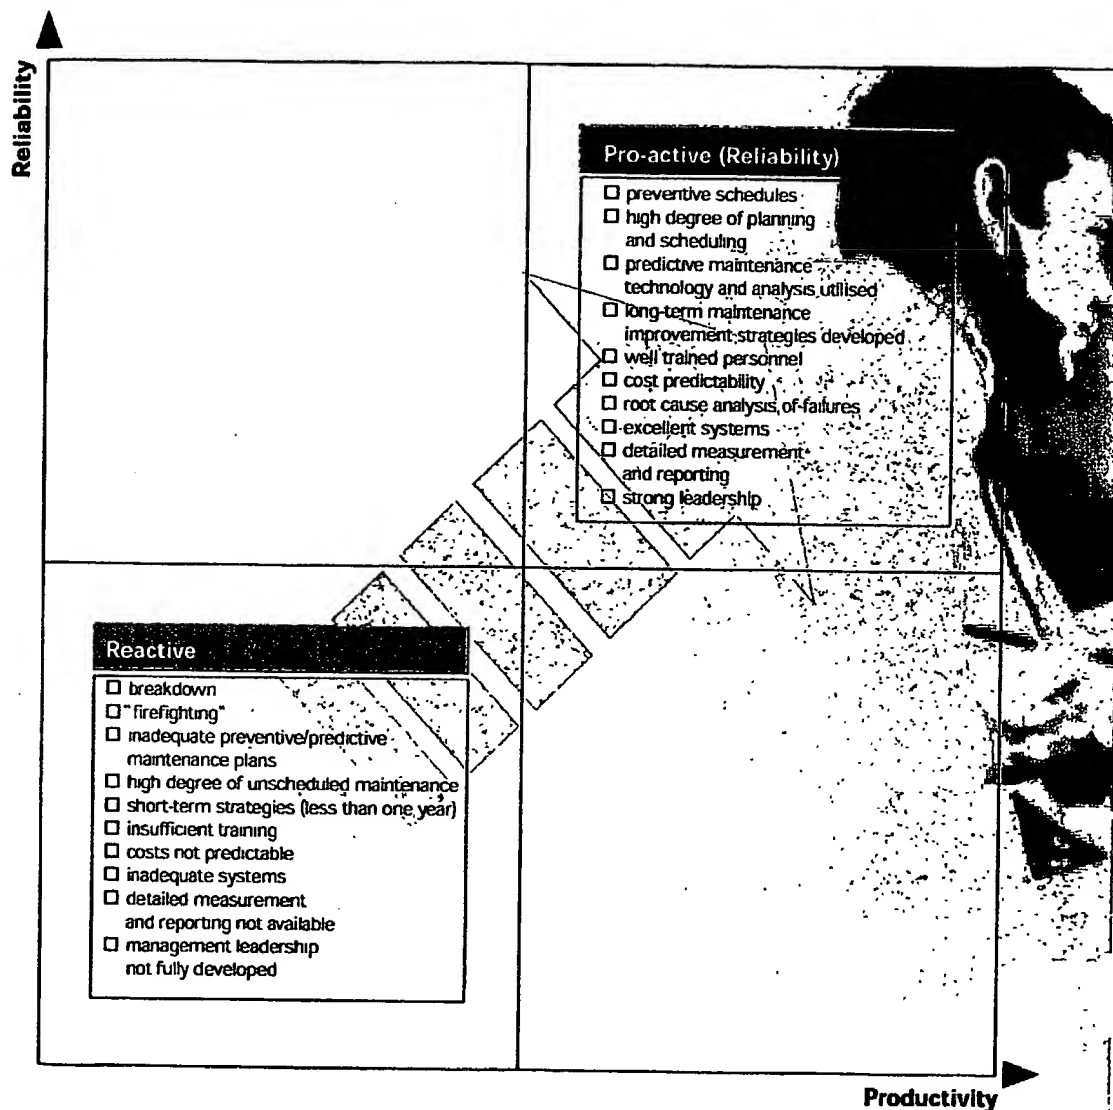 Reliability
Pro-active (Reliability)
☐ preventive schedules
☐ high degree of planning
and scheduling
☐ predictive maintenance
technology and analysis utilised
☐ long-term maintenance
improvement strategies developed
☐ well trained personnel
☐ cost predictability
☐ root cause analysis of failures
☐ excellent systems
☐ detailed measurement
and reporting
☐ strong leadership
Reactive
☐ breakdown
☐ "firefighting"
☐ inadequate preventive/predictive
maintenance plans
☐ high degree of unscheduled maintenance
☐ short-term strategies (less than one year)
☐ insufficient training
☐ costs not predictable
☐ inadequate systems
☐ detailed measurement
and reporting not available
☐ management leadership
not fully developed
Productivity